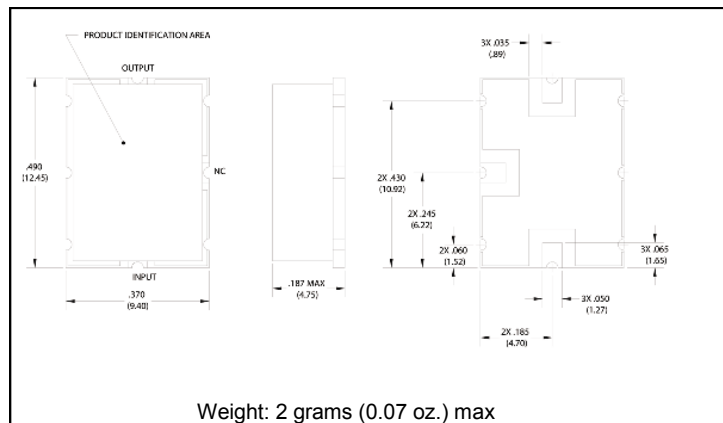 PRODUCT IDENTIFICATION AREA
OUTPUT
.490
(12.45)
NC
INPUT
.370
(9.40)
.187 MAX
(4.75)
3X .035
(.89)
2X .430
(10.92)
2X .245
(6.22)
2X .060
(1.52)
3X .065
(1.65)
3X .050
(1.27)
2X .185
(4.70)
Weight: 2 grams (0.07 oz.) max